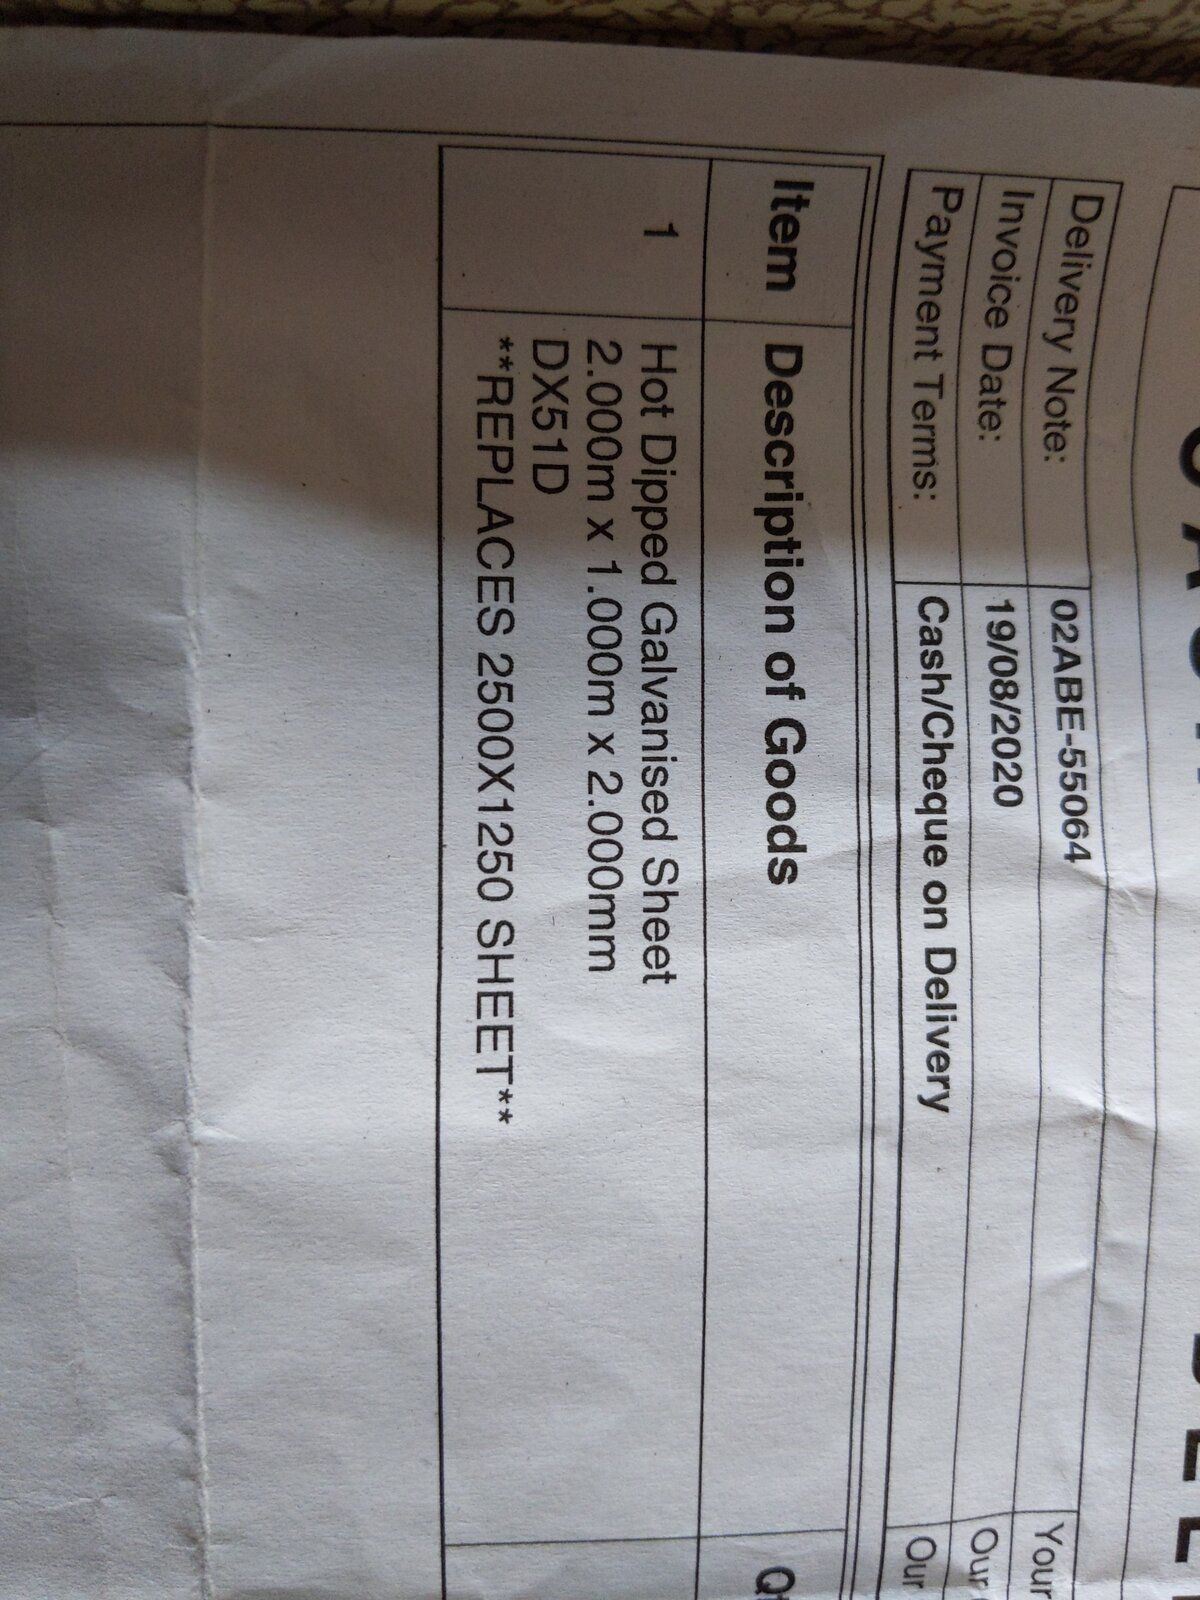 Delivery Note: 02ABE-55064 Your
Invoice Date: 19/08/2020 Our
Payment Terms: Cash/Cheque on Delivery Our
Item Description of Goods
1 Hot Dipped Galvanised Sheet
2.000m x 1.000m x 2.000mm
DX51D
**REPLACES 2500X1250 SHEET**